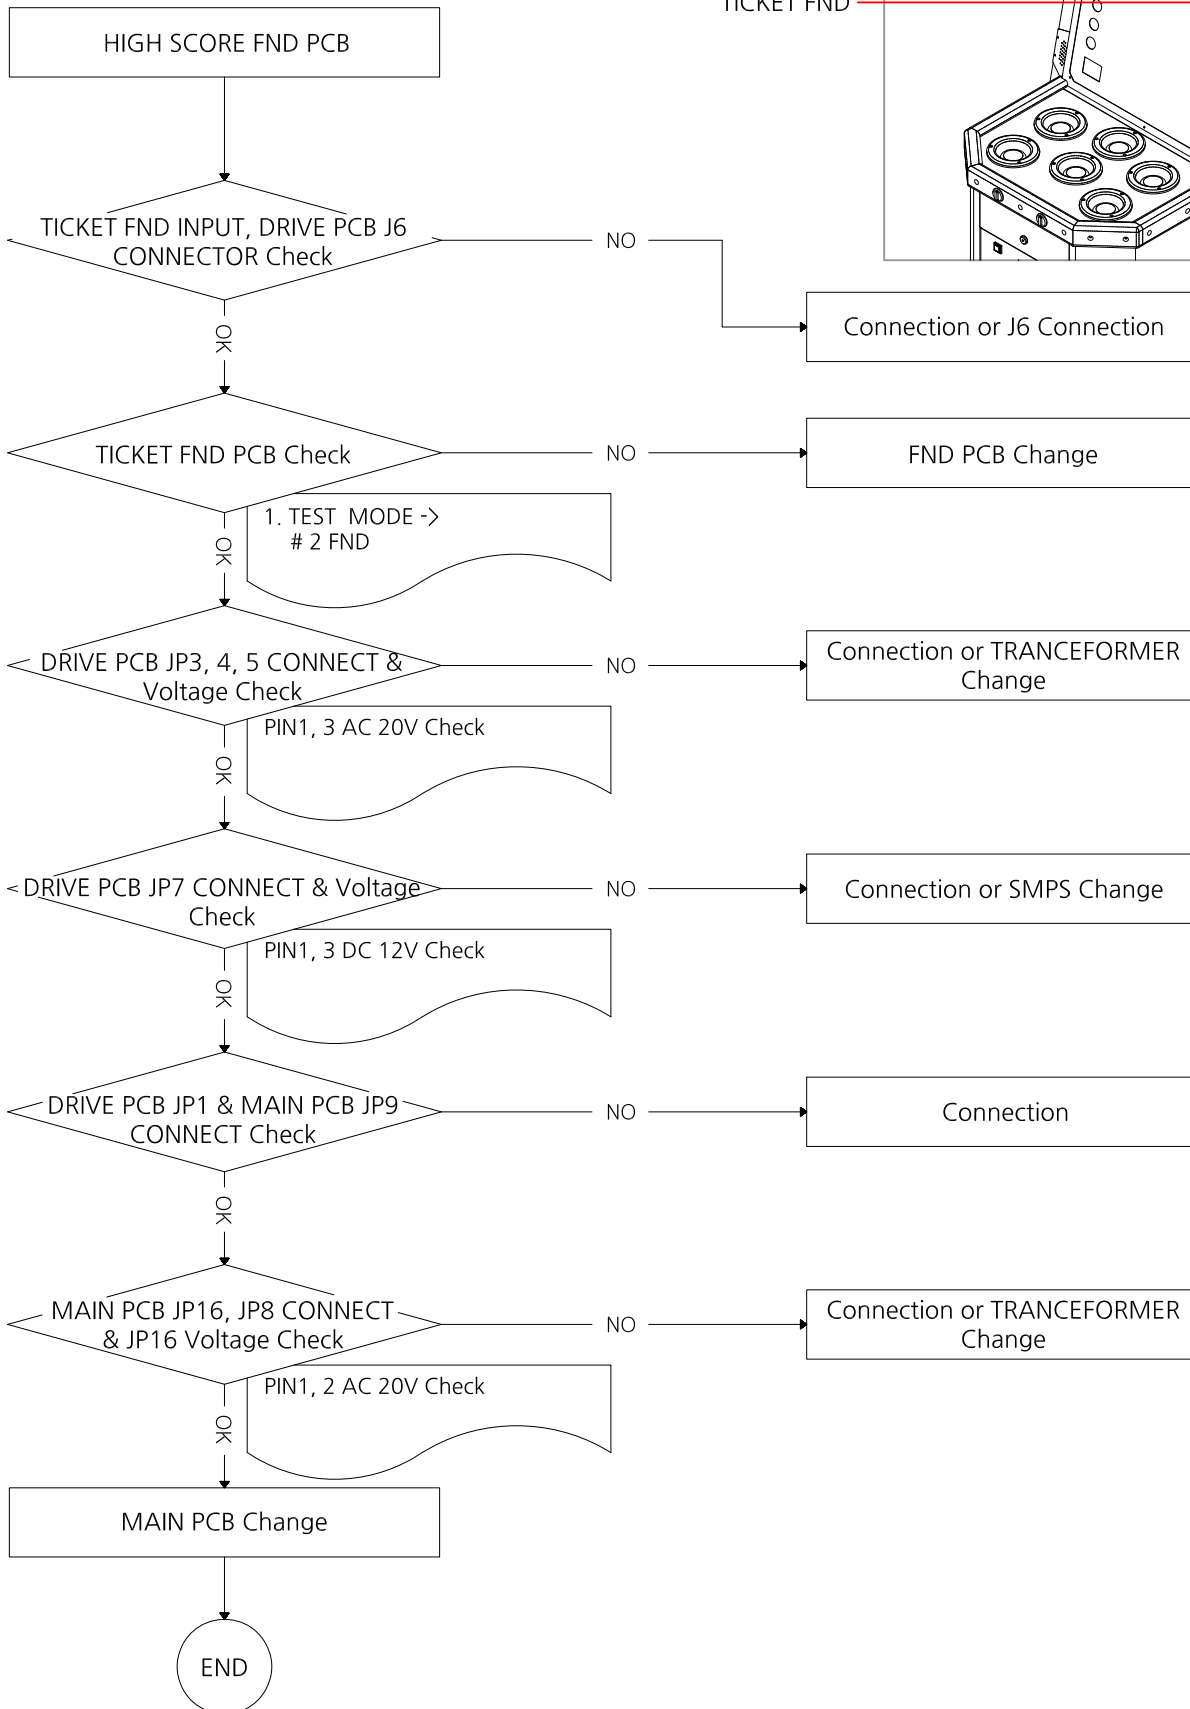 TICKET FND
HIGH SCORE FND PCB
TICKET FND INPUT, DRIVE PCB J6
CONNECTOR Check
NO
Connection or J6 Connection
OK
TICKET FND PCB Check
NO
FND PCB Change
1. TEST MODE ->
# 2 FND
OK
DRIVE PCB JP3, 4, 5 CONNECT &
Voltage Check
NO
Connection or TRANCEFORMER
Change
PIN1, 3 AC 20V Check
OK
DRIVE PCB JP7 CONNECT & Voltage
Check
NO
Connection or SMPS Change
PIN1, 3 DC 12V Check
OK
DRIVE PCB JP1 & MAIN PCB JP9
CONNECT Check
NO
Connection
OK
MAIN PCB JP16, JP8 CONNECT
& JP16 Voltage Check
NO
Connection or TRANCEFORMER
Change
PIN1, 2 AC 20V Check
OK
MAIN PCB Change
END